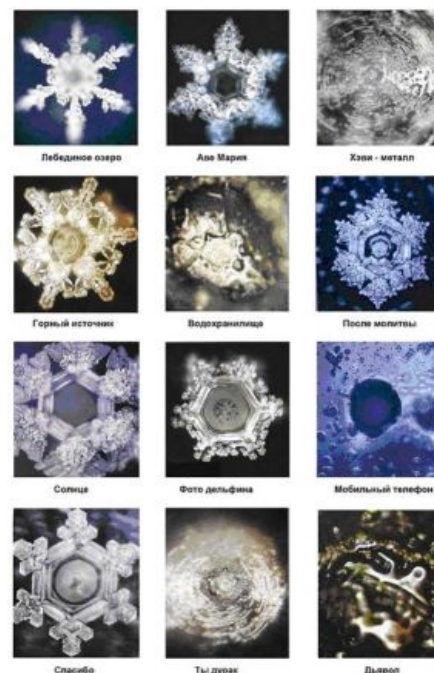 Лебединое озеро
Аве Мария
Хэви - металл
Горный источник
Водохранилище
После молитвы
Солнце
Фото дельфина
Мобильный телефон
Спасибо
Ты дурак
Дьявол